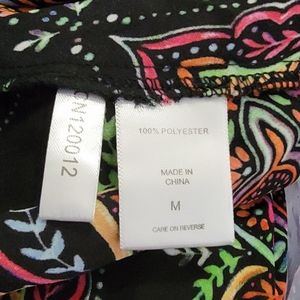 CN120012
100% POLYESTER
MADE IN
CHINA
M
CARE ON REVERSE